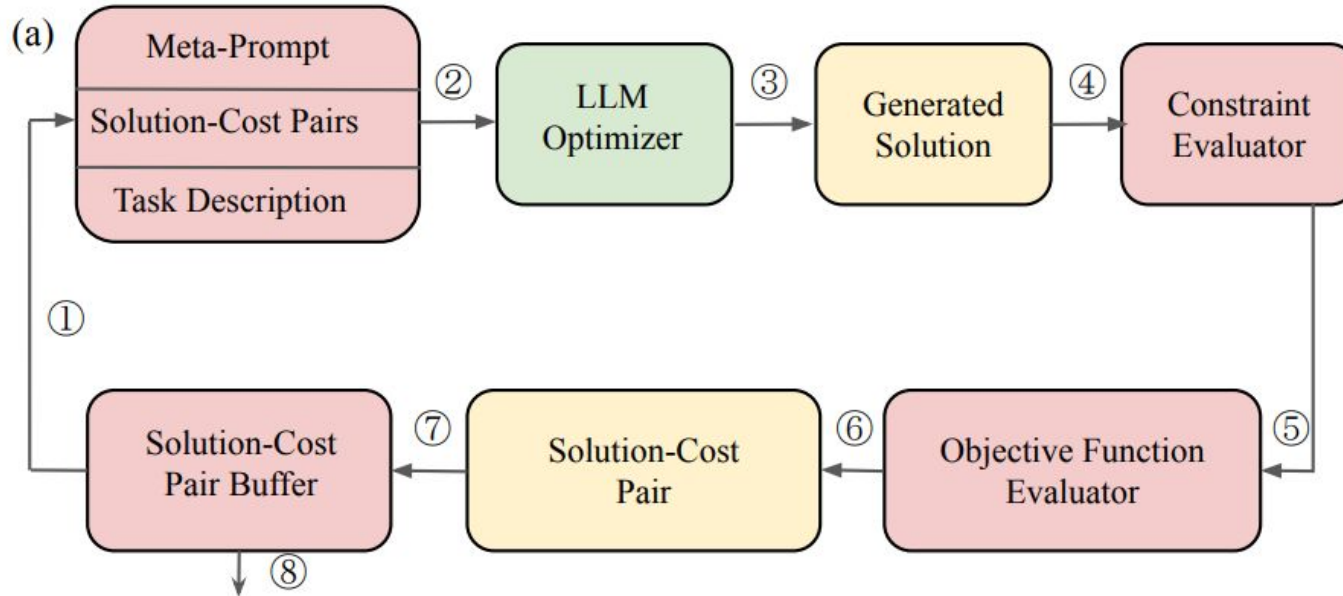 (a)
Meta-Prompt
Solution-Cost Pairs
Task Description
②
LLM
Optimizer
③
Generated
Solution
④
Constraint
Evaluator
①
Solution-Cost
Pair Buffer
⑦
Solution-Cost
Pair
⑥
Objective Function
Evaluator
⑤
⑧